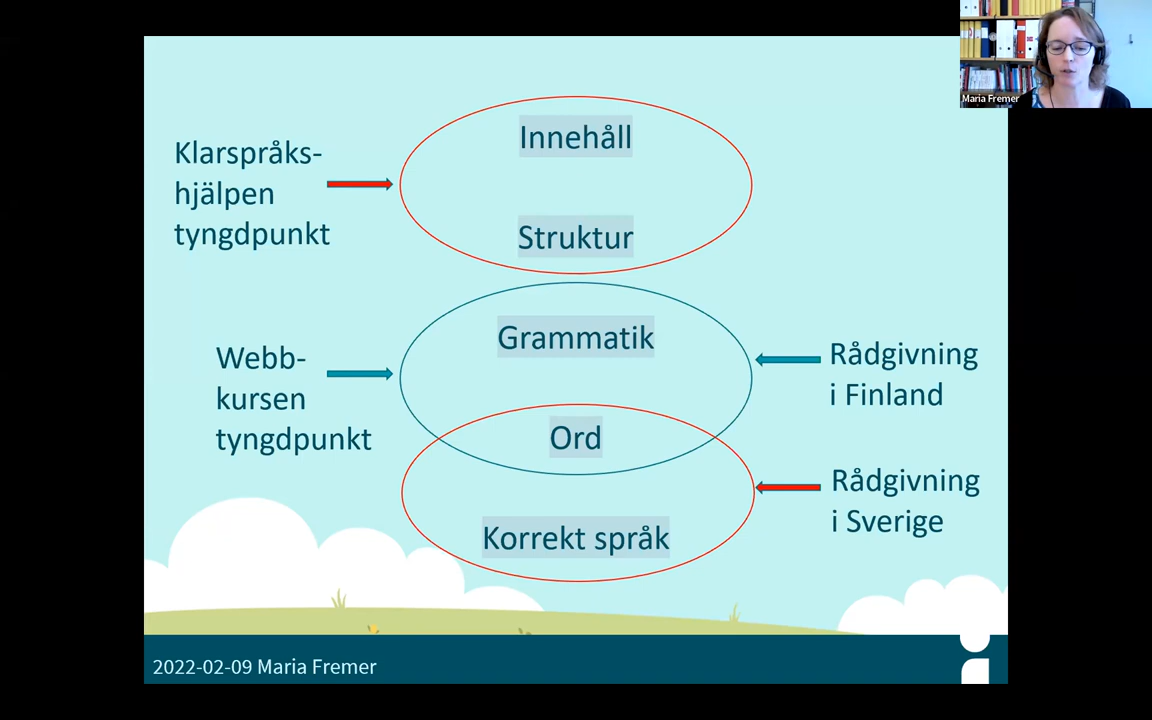 Maria Fremer
Klarspråks-
hjälpen
tyngdpunkt
Innehåll
Struktur
Webb-
kursen
tyngdpunkt
Grammatik
Ord
Korrekt språk
Rådgivning
i Finland
Rådgivning
i Sverige
2022-02-09 Maria Fremer